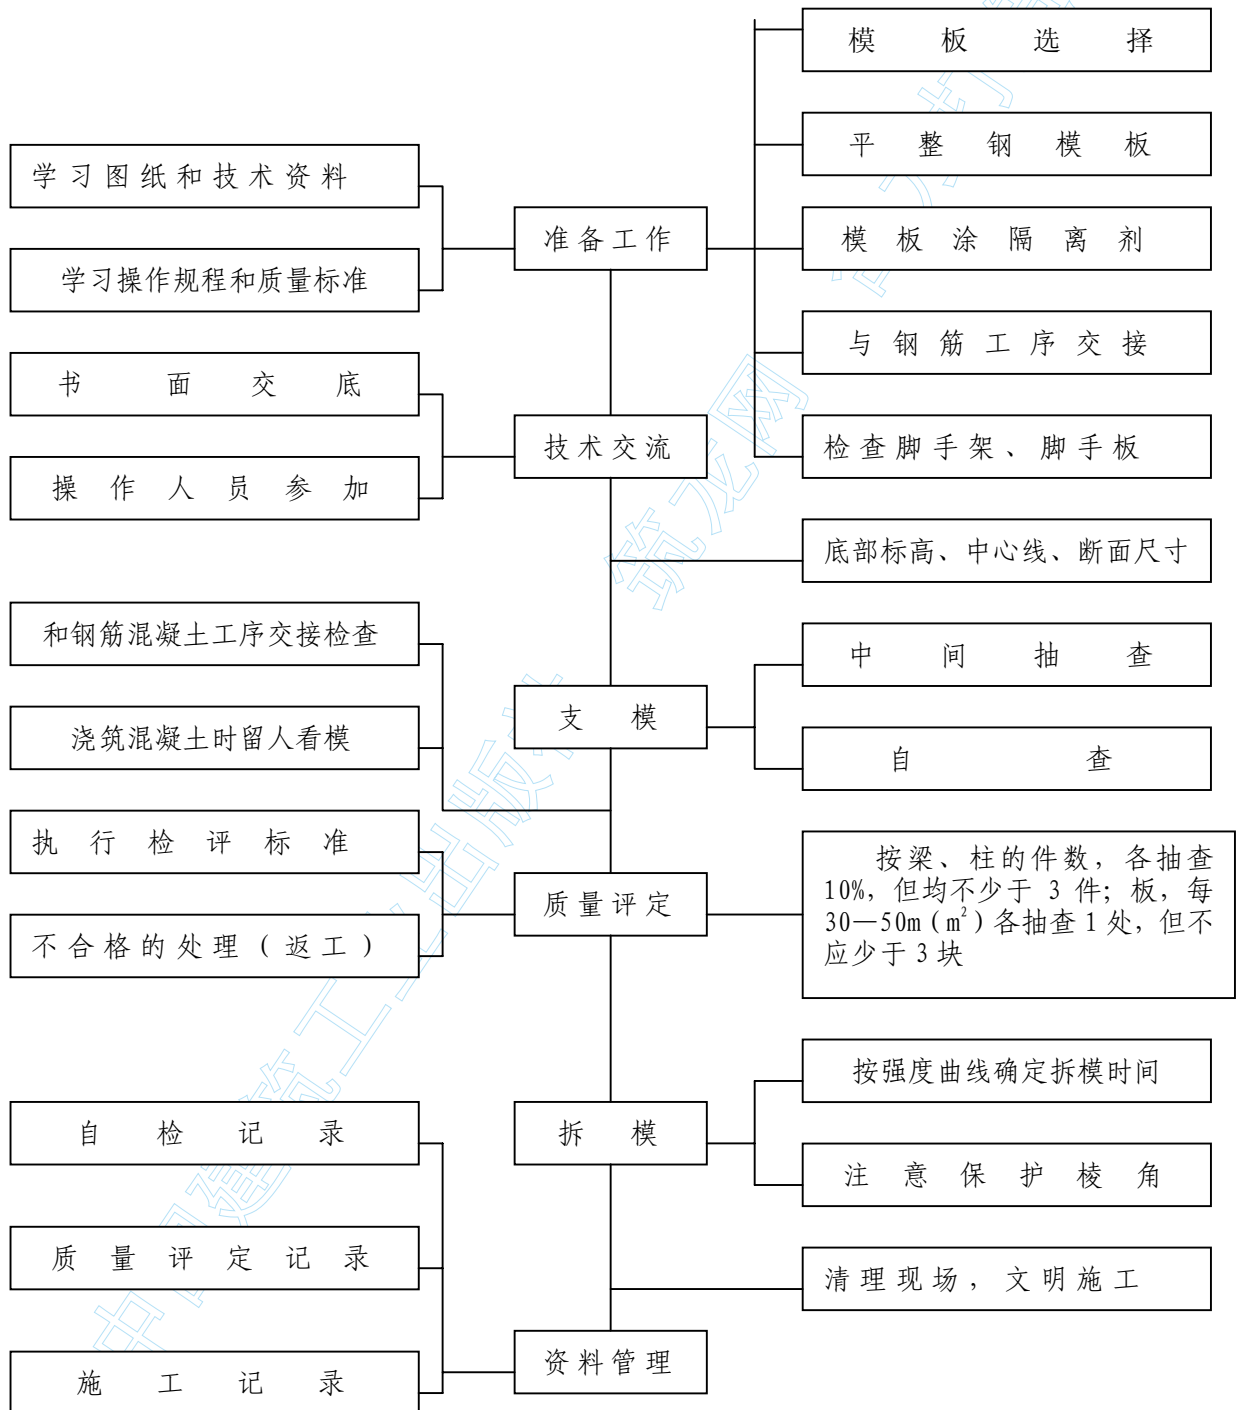 模板选择
平整钢模板
学习图纸和技术资料
准备工作
模板涂隔离剂
学习操作规程和质量标准
与钢筋工序交接
书面交底
技术交流
检查脚手架、脚手板
操作人员参加
底部标高、中心线、断面尺寸
和钢筋混凝土工序交接检查
中间抽查
支模
浇筑混凝土时留人看模
自查
执行检评标准
按梁、柱的件数，各抽查
10%，但均不少于 3 件；板，每
30—50m（m²）各抽查 1 处，但不
应少于 3 块
质量评定
不合格的处理（返工）
按强度曲线确定拆模时间
自检记录
拆模
注意保护棱角
质量评定记录
清理现场，文明施工
资料管理
施工记录
筑龙网